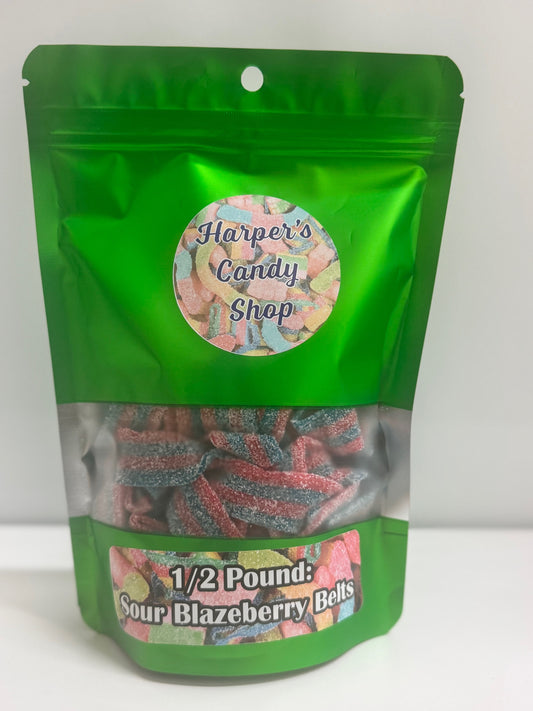 Harper's
Candy
Shop
1/2 Pound:
Sour Blazeberry Belts